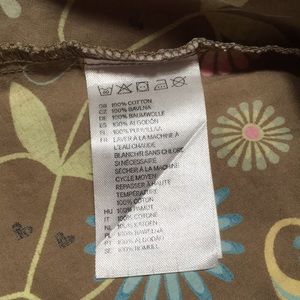 GB 100% COTTON
CZ 100% BAVLNA
DE 100% BAUMWOLLE
ES 100% ALGODÓN
FI 100% PUUVILLAA
FR LAVER À LA MACHINE À
L'EAU CHAUDE
BLANCHIR SANS CHLORE
SI NÉCESSAIRE
SÉCHER À LA MACHINE
CYCLE MOYEN
REPASSER À HAUTE
TEMPÉRATURE
100% COTON
HU 100% PAMUT
IT 100% COTONE
NL 100% KATOEN
PL 100% BAWEŁNA
PT 100% ALGODÃO
SE 100% BOMULL